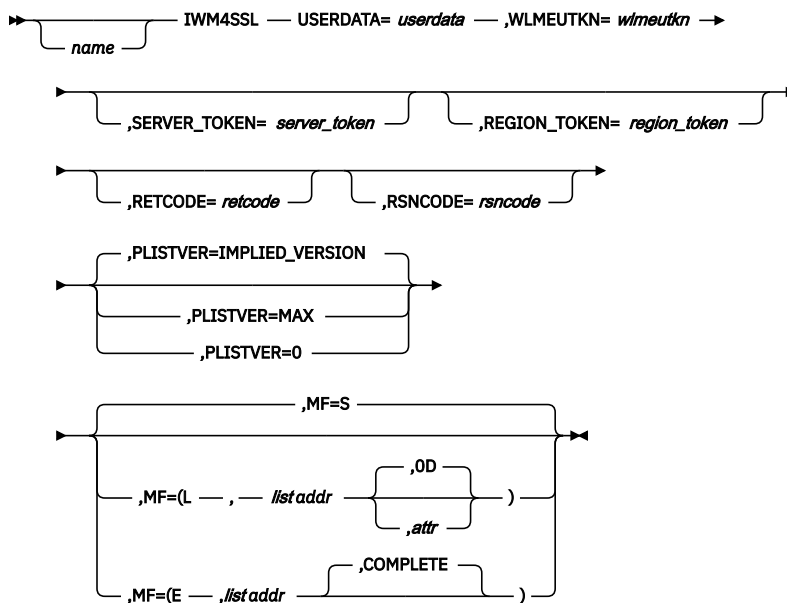 IWM4SSL USERDATA= userdata ,WLMEUTKN= wlmeutkn
name
,SERVER_TOKEN= server_token ,REGION_TOKEN= region_token
,RETCODE= retcode ,RSNCODE= rsncode
,PLISTVER=IMPLIED_VERSION
,PLISTVER=MAX
,PLISTVER=0
,MF=S
,0D
,MF=(L , list addr )
,attr
,COMPLETE
,MF=(E ,list addr )